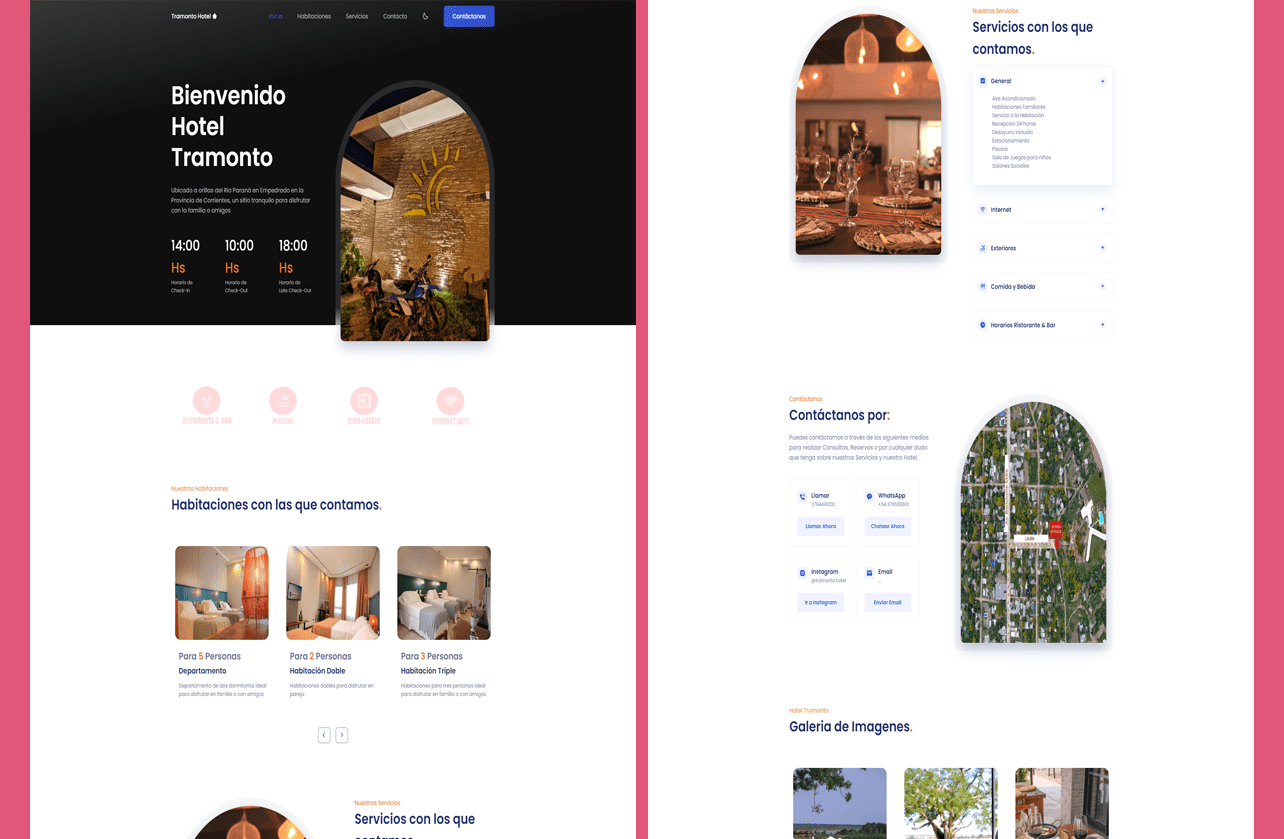 Tramonto Hotel
Inicio
Habitaciones
Servicios
Contacto
Contáctanos
Bienvenido
Hotel
Tramonto
Ubicado a orillas del Río Paraná en Empedrado en la
Provincia de Corrientes, un sitio tranquilo para disfrutar
con la familia o amigos
14:00 10:00 18:00
Hs Hs Hs
Horario de Horario de Horario de
Check-In Check-Out Late Check-Out
RISTORANTE & BAR
PISCINA
CAJA FUERTE
INTERNET-WIFI
Nuestras Habitaciones
Habitaciones con las que contamos.
Para 5 Personas
Departamento
Departamento de dos dormitorios ideal
para disfrutar en familia o con amigos
Para 2 Personas
Habitación Doble
Habitaciones dobles para disfrutar en
pareja
Para 3 Personas
Habitación Triple
Habitaciones para tres personas ideal
para disfrutar en familia o con amigos
Nuestros Servicios
Servicios con los que
contamos.
Nuestros Servicios
Servicios con los que
contamos.
General
Aire Acondicionado
Habitaciones Familiares
Servicio a la Habitación
Recepción 24 horas
Desayuno Incluido
Estacionamiento
Piscina
Sala de Juegos para niños
Salones Sociales
Internet
Exteriores
Comida y Bebida
Horarios Ristorante & Bar
Contáctanos
Contáctanos por:
Puedes contáctarnos a través de los siguientes medios
para realizar Consultas, Reservas o por cualquier duda
que tenga sobre nuestros Servicios y nuestro Hotel.
Llamar
3794491200
Llamar Ahora
WhatsApp
Chatear Ahora
Instagram
@tramonto.hotel
Ir a Instagram
Email
...
Enviar Email
Lavalle
Hotel Tramonto
Galeria de Imagenes.